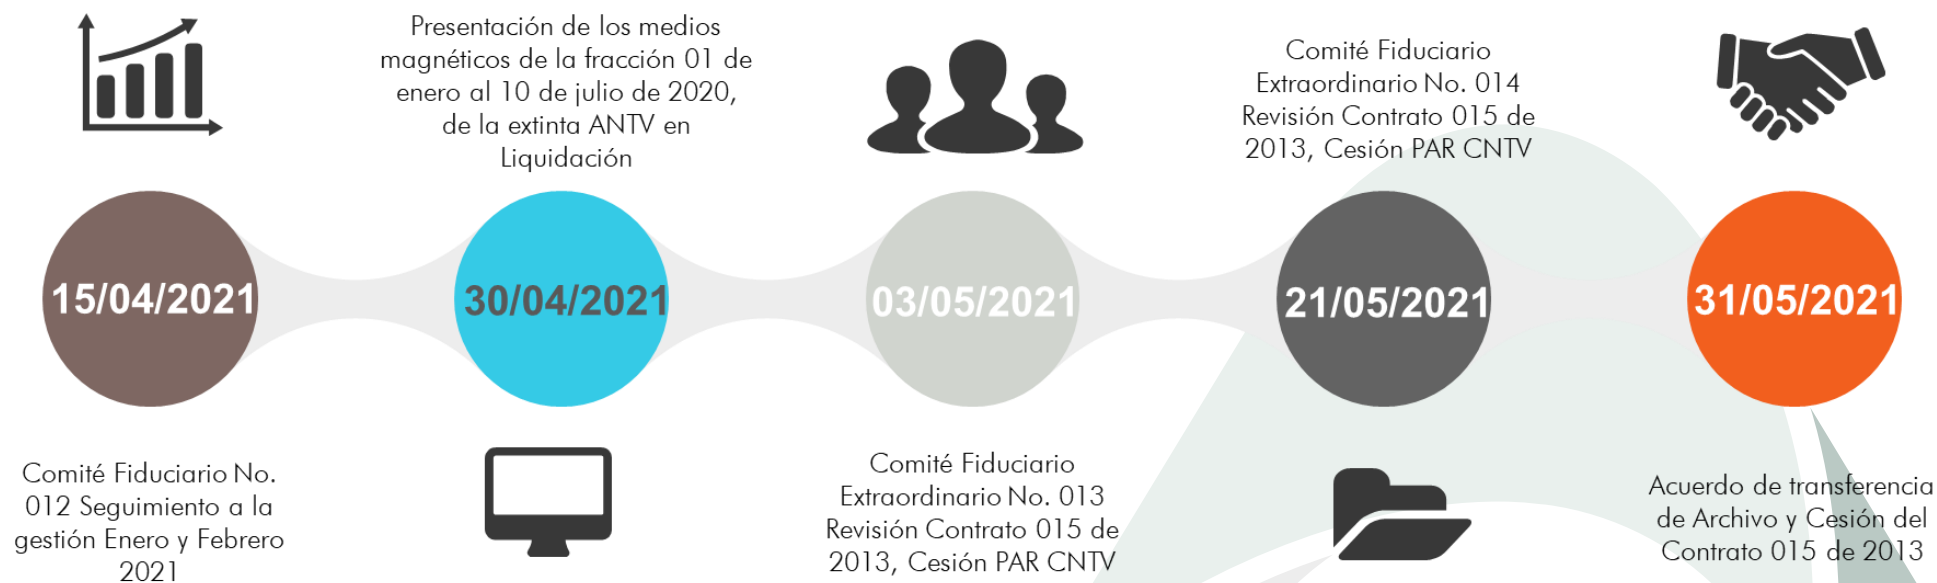 15/04/2021
Comité Fiduciario No.
012 Seguimiento a la
gestión Enero y Febrero
2021
Presentación de los medios
magnéticos de la fracción 01 de
enero al 10 de julio de 2020,
de la extinta ANTV en
Liquidación
30/04/2021
03/05/2021
Comité Fiduciario
Extraordinario No. 013
Revisión Contrato 015 de
2013, Cesión PAR CNTV
Comité Fiduciario
Extraordinario No. 014
Revisión Contrato 015 de
2013, Cesión PAR CNTV
21/05/2021
31/05/2021
Acuerdo de transferencia
de Archivo y Cesión del
Contrato 015 de 2013